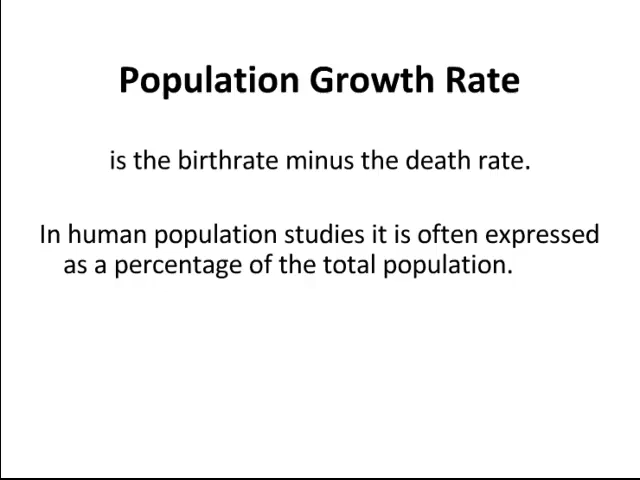 Population Growth Rate
is the birthrate minus the death rate.
In human population studies it is often expressed
as a percentage of the total population.